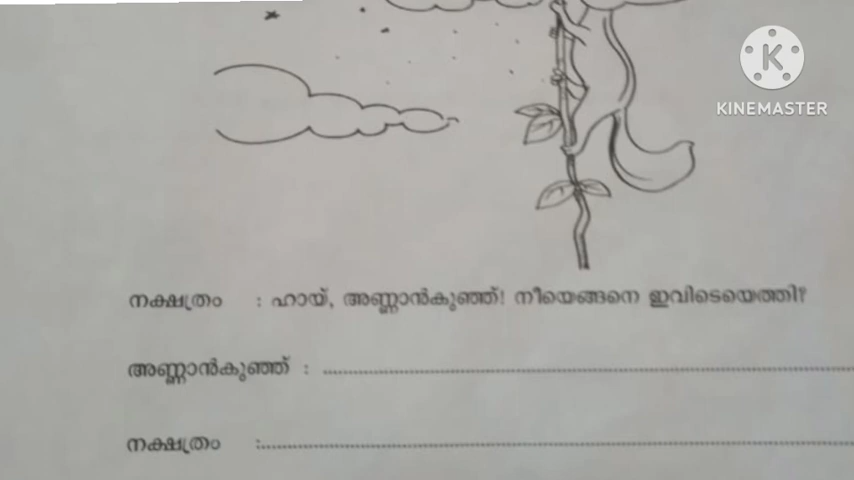 KINEMASTER
നക്ഷത്രം : ഹായ്, അണ്ണാൻകുഞ്ഞ്! നീയെങ്ങനെ ഇവിടെയെത്തി?
അണ്ണാൻകുഞ്ഞ് : ................................................................
നക്ഷത്രം :................................................................